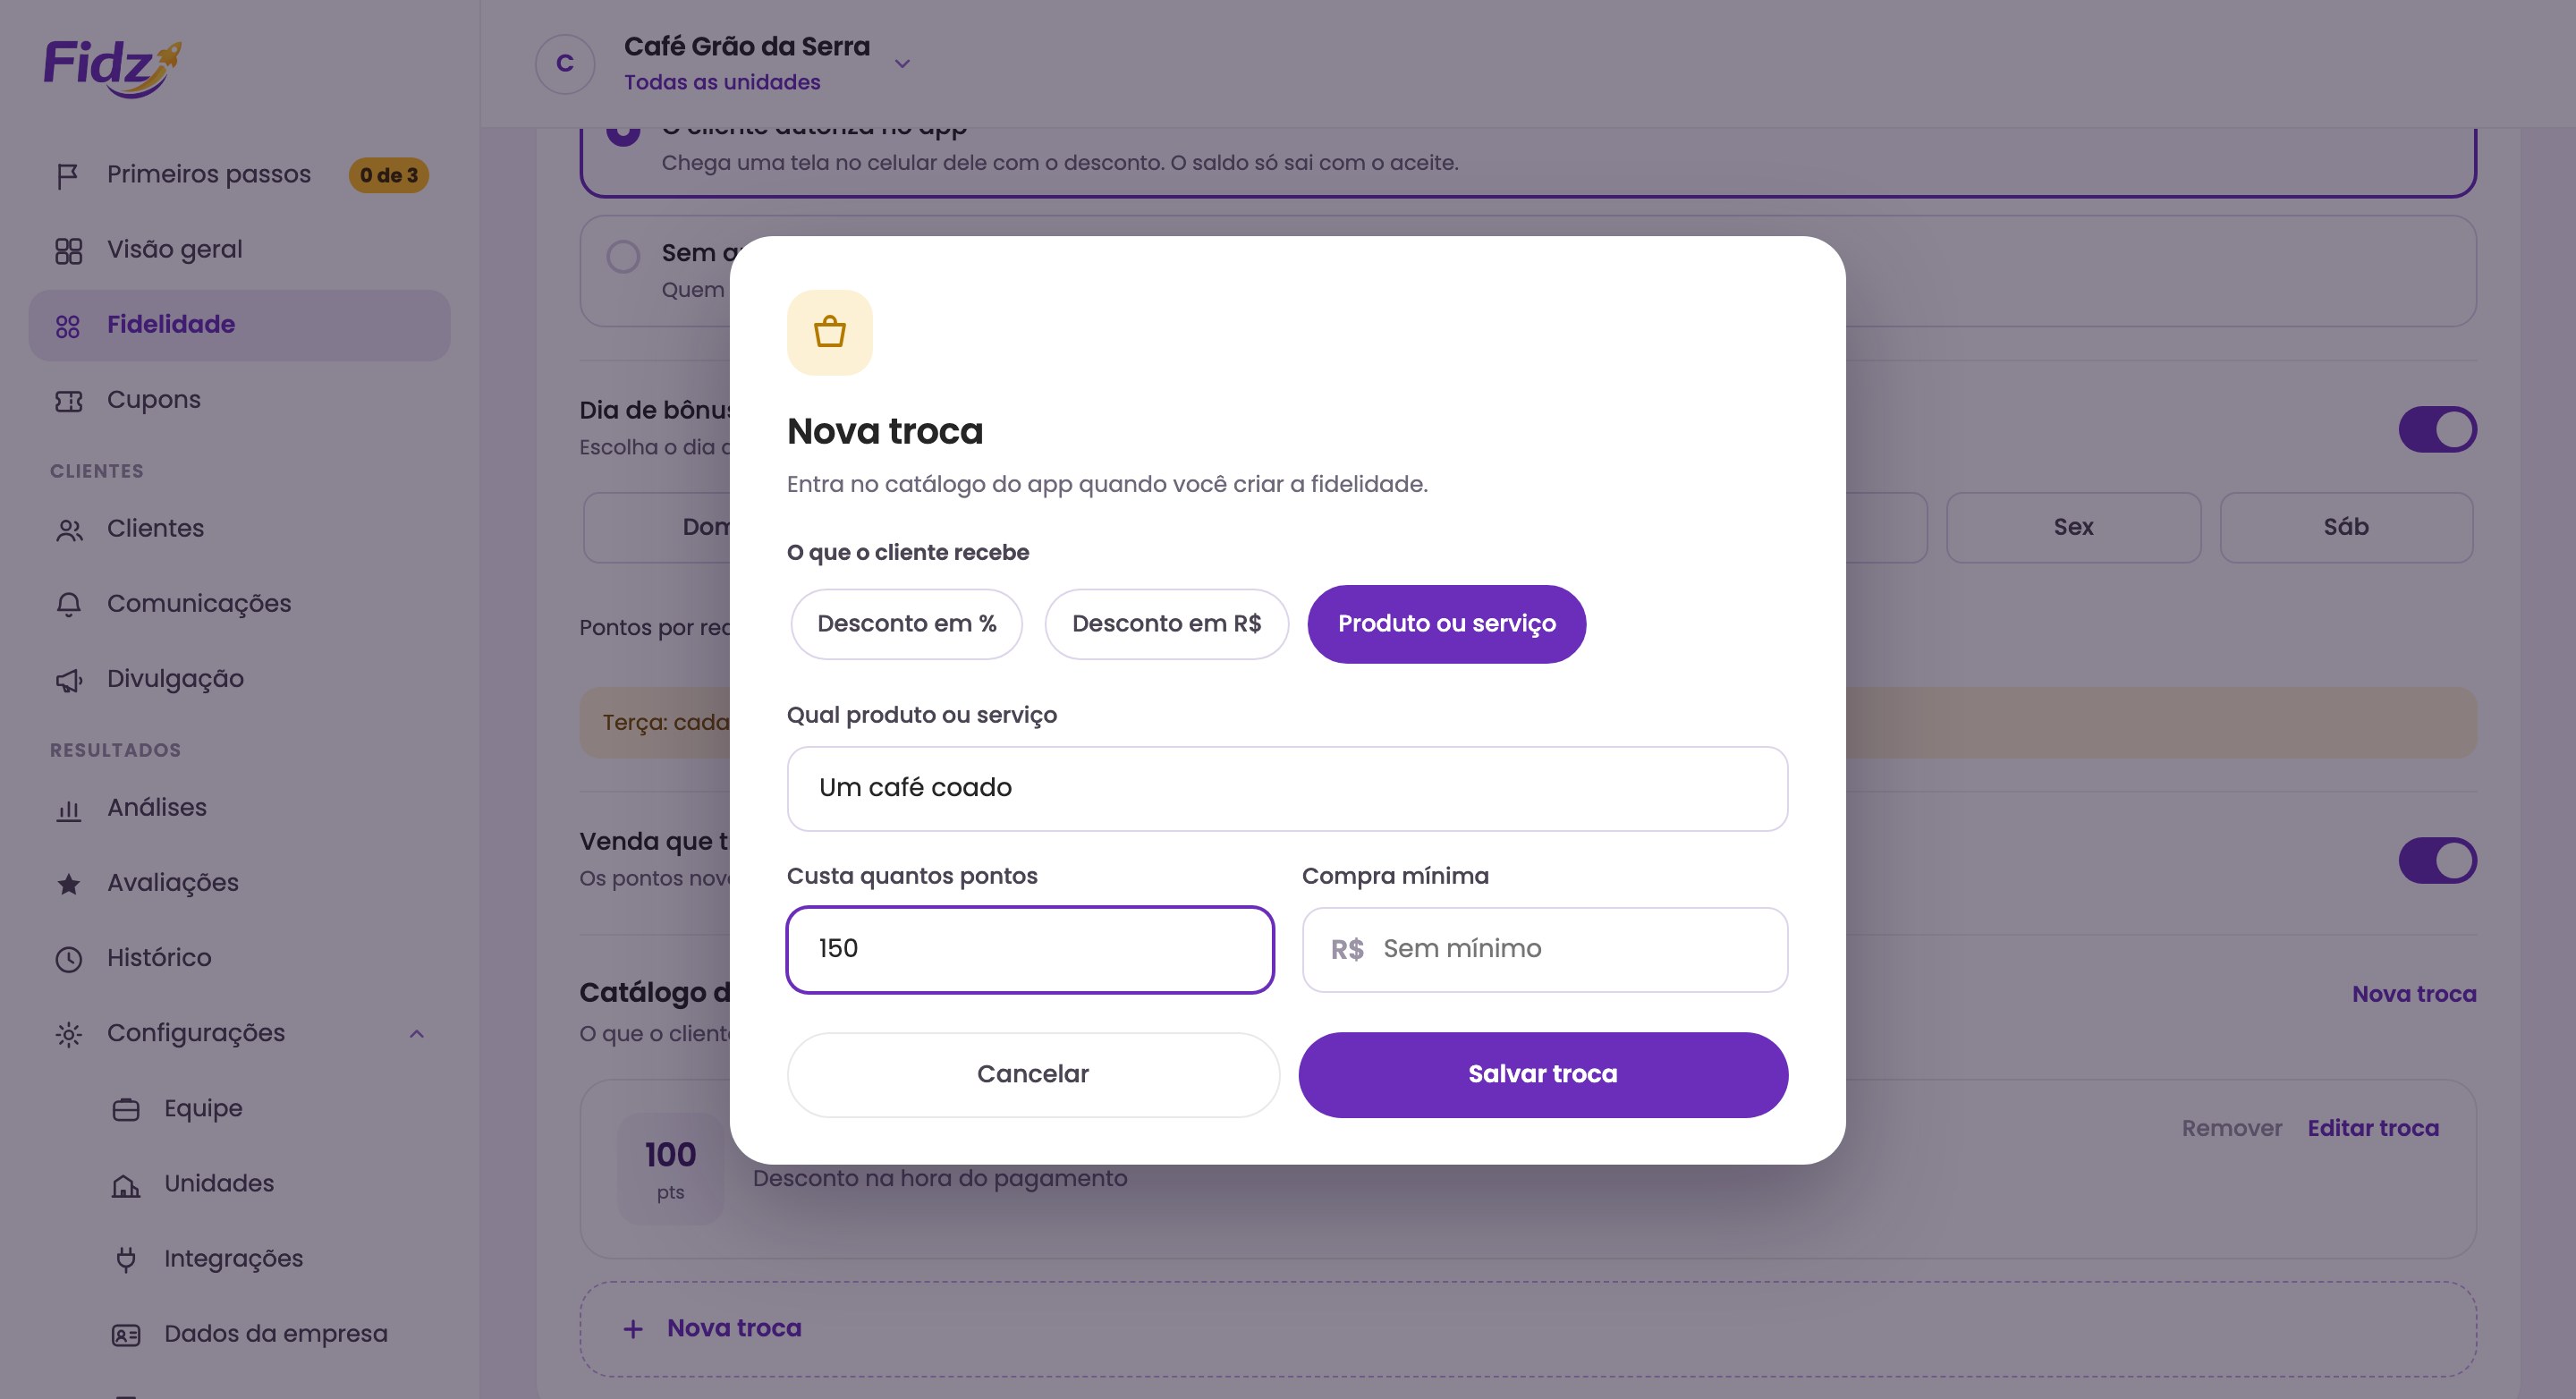 Fidz
Primeiros passos
0 de 3
Visão geral
Fidelidade
Cupons
CLIENTES
Clientes
Comunicações
Divulgação
RESULTADOS
Análises
Avaliações
Histórico
Configurações
Equipe
Unidades
Integrações
Dados da empresa
C
Café Grão da Serra
Todas as unidades
O cliente autoriza no app
Chega uma tela no celular dele com o desconto. O saldo só sai com o aceite.
Sem
Quem
Dia de bônus
Escolha o dia
Dom
Sex
Sáb
Pontos por
Terça: cada
Venda que
Os pontos
Catálogo
O que o cliente
Nova troca
100
pts
Desconto na hora do pagamento
Remover
Editar troca
+ Nova troca
Nova troca
Entra no catálogo do app quando você criar a fidelidade.
O que o cliente recebe
Desconto em %
Desconto em R$
Produto ou serviço
Qual produto ou serviço
Um café coado
Custa quantos pontos
Compra mínima
150
R$ Sem mínimo
Cancelar
Salvar troca